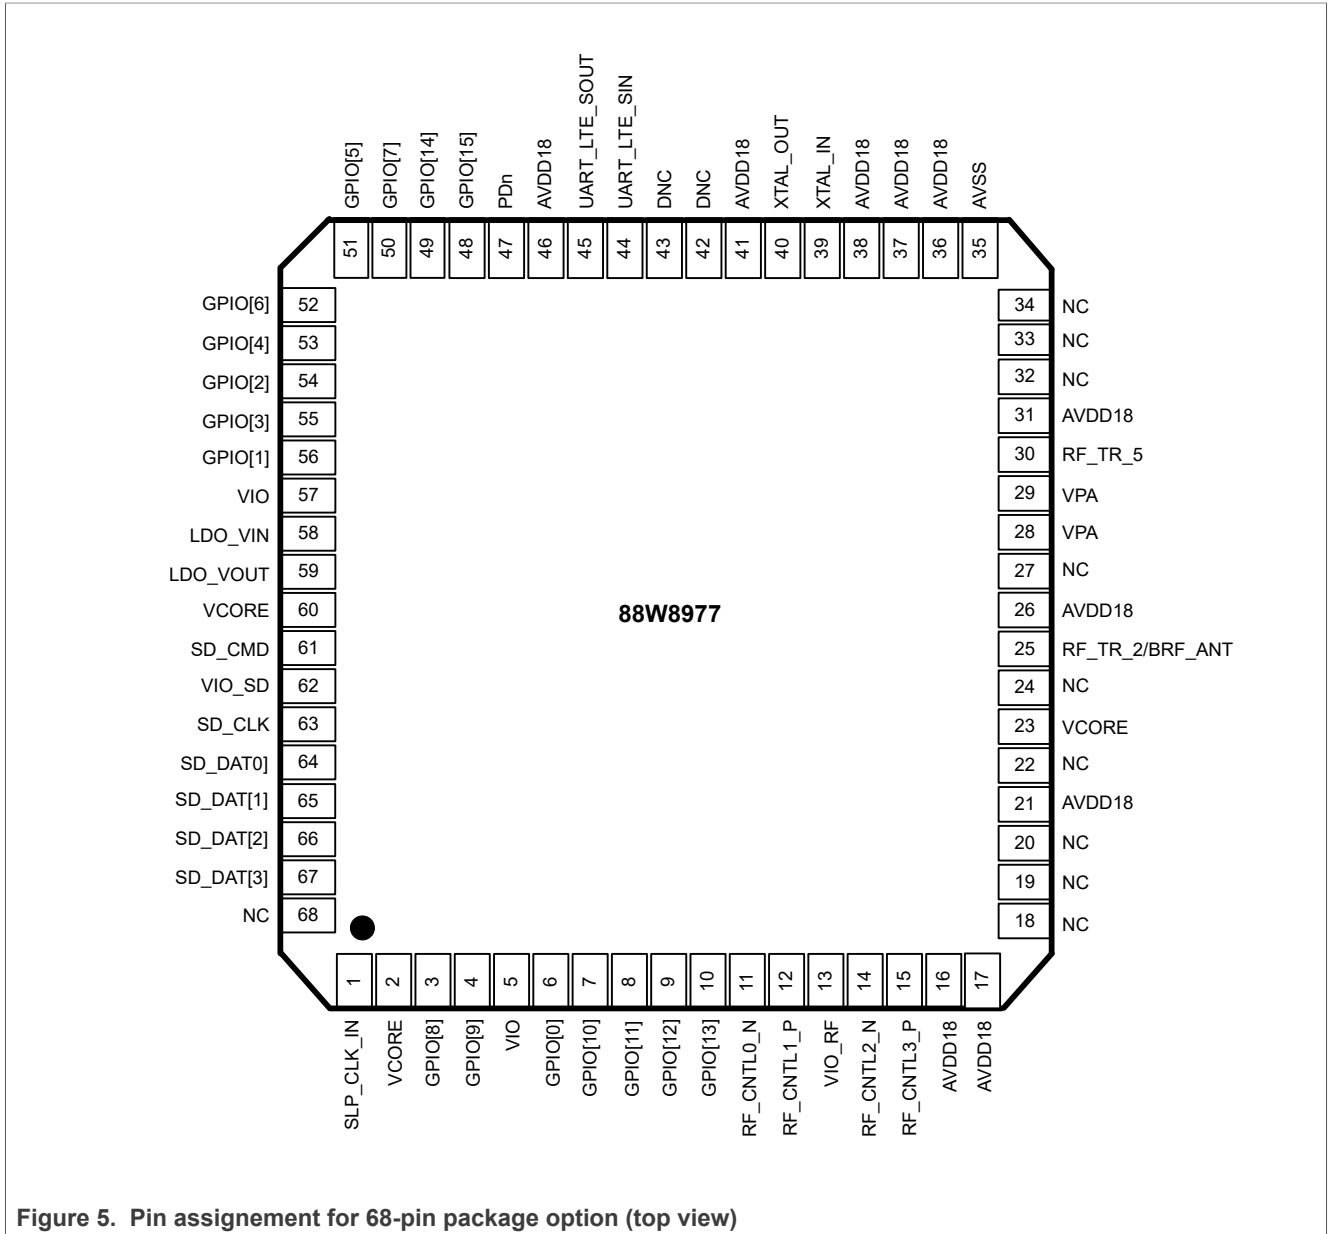 GPIO[5]
GPIO[7]
GPIO[14]
GPIO[15]
PDn
AVDD18
UART_LTE_SOUT
UART_LTE_SIN
DNC
DNC
AVDD18
XTAL_OUT
XTAL_IN
AVDD18
AVDD18
AVDD18
AVSS
51
50
49
48
47
46
45
44
43
42
41
40
39
38
37
36
35
GPIO[6] 52
GPIO[4] 53
GPIO[2] 54
GPIO[3] 55
GPIO[1] 56
VIO 57
LDO_VIN 58
LDO_VOUT 59
VCORE 60
SD_CMD 61
VIO_SD 62
SD_CLK 63
SD_DAT0] 64
SD_DAT[1] 65
SD_DAT[2] 66
SD_DAT[3] 67
NC 68
88W8977
34 NC
33 NC
32 NC
31 AVDD18
30 RF_TR_5
29 VPA
28 VPA
27 NC
26 AVDD18
25 RF_TR_2/BRF_ANT
24 NC
23 VCORE
22 NC
21 AVDD18
20 NC
19 NC
18 NC
1
2
3
4
5
6
7
8
9
10
11
12
13
14
15
16
17
SLP_CLK_IN
VCORE
GPIO[8]
GPIO[9]
VIO
GPIO[0]
GPIO[10]
GPIO[11]
GPIO[12]
GPIO[13]
RF_CNTL0_N
RF_CNTL1_P
VIO_RF
RF_CNTL2_N
RF_CNTL3_P
AVDD18
AVDD18
Figure 5. Pin assignement for 68-pin package option (top view)